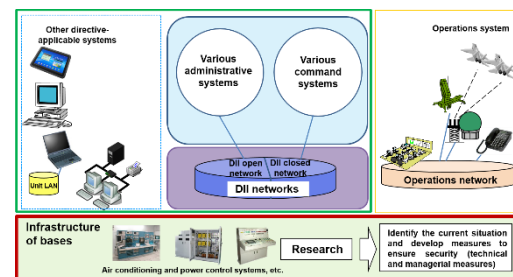 Other directive-
applicable systems
Unit LAN
Various
administrative
systems
Various
command
systems
DII open
network
DII closed
network
DII networks
Operations system
Operations network
Infrastructure
of bases
Air conditioning and power control systems, etc.
Research
Identify the current situation
and develop measures to
ensure security (technical
and managerial measures)